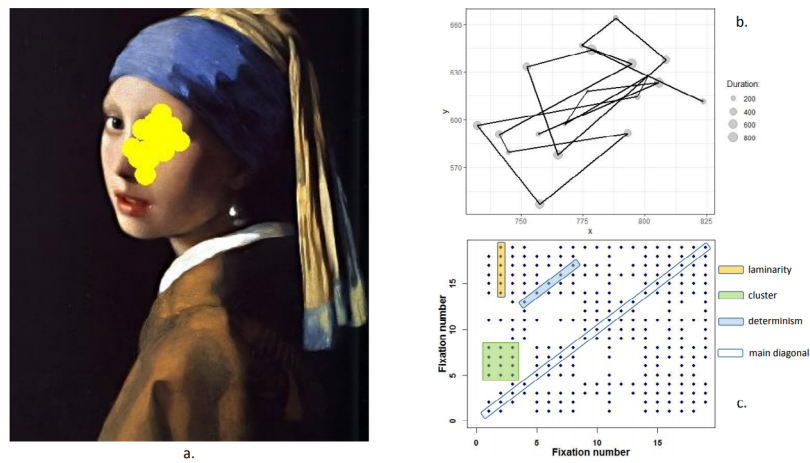 a.
b.
660
630
600
570
y
750
775
800
825
x
Duration:
200
400
600
800
15
10
5
0
Fixation number
0
5
10
15
Fixation number
laminarity
cluster
determinism
main diagonal
c.